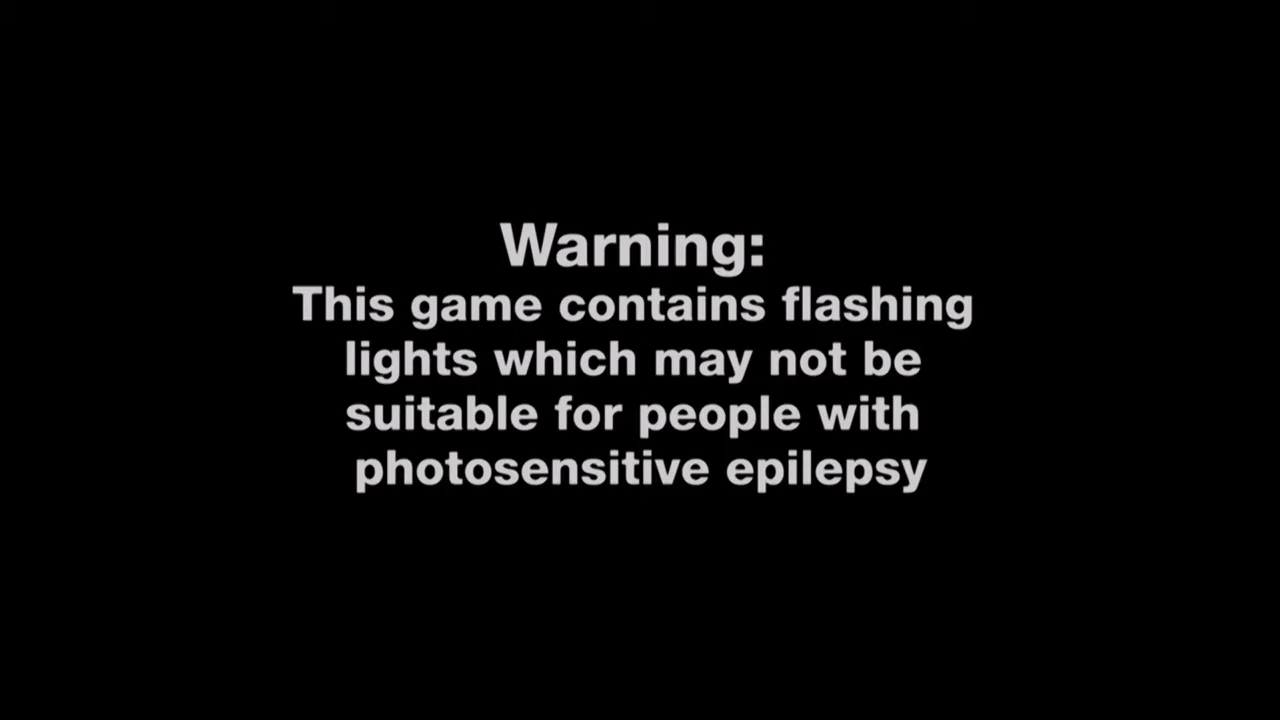 Warning:
This game contains flashing
lights which may not be
suitable for people with
photosensitive epilepsy